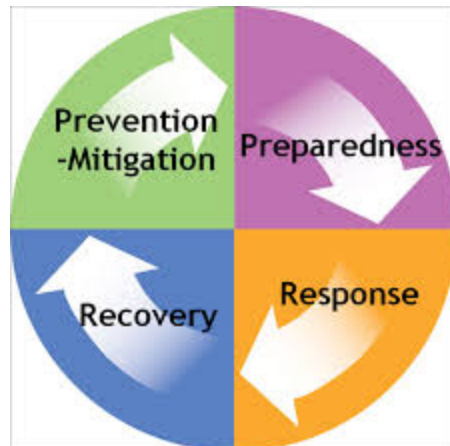 Prevention
-Mitigation
Preparedness
Response
Recovery